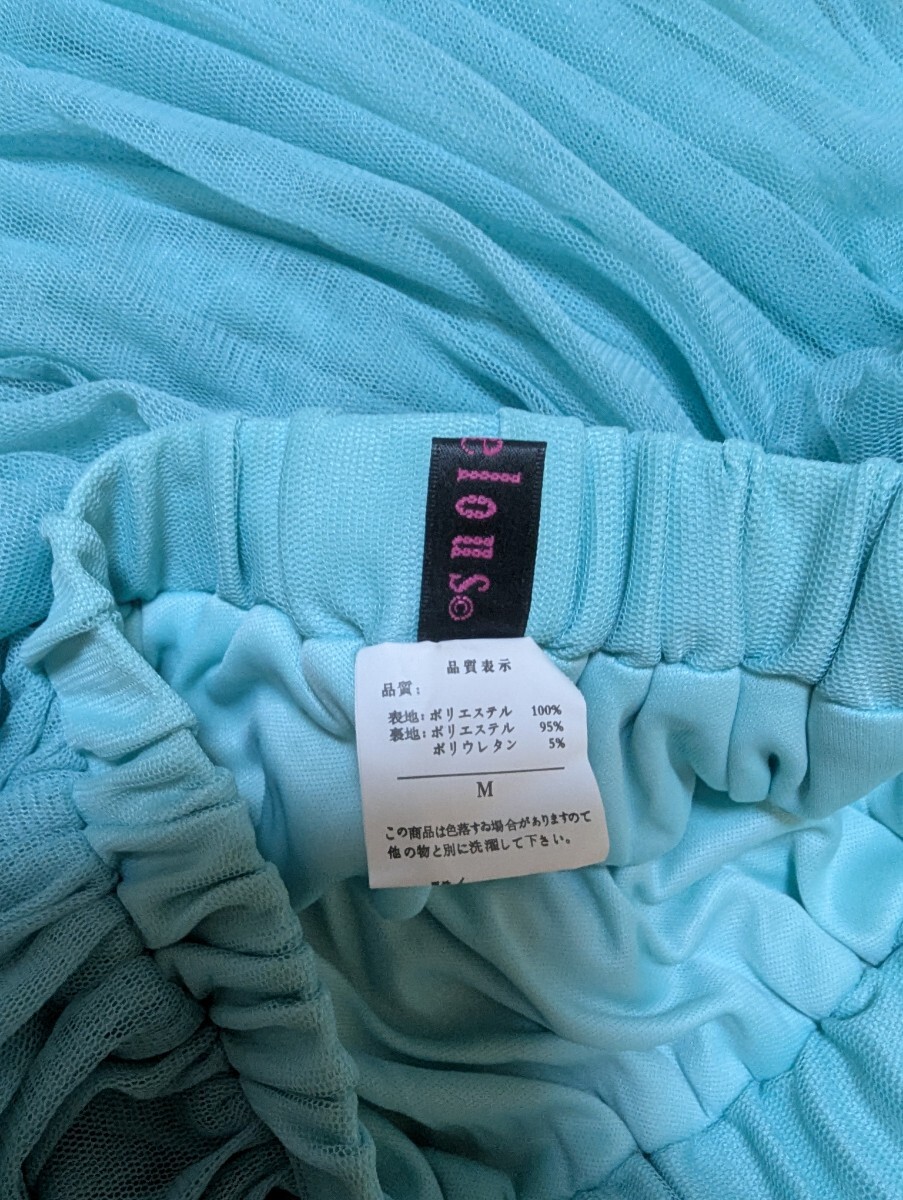 elous©
品質表示
品質:
表地:ポリエステル 100%
裏地:ポリエステル 95%
ポリウレタン 5%
M
この商品は色落すゐ場合がありますので
他の物と別に洗濯して下さい。